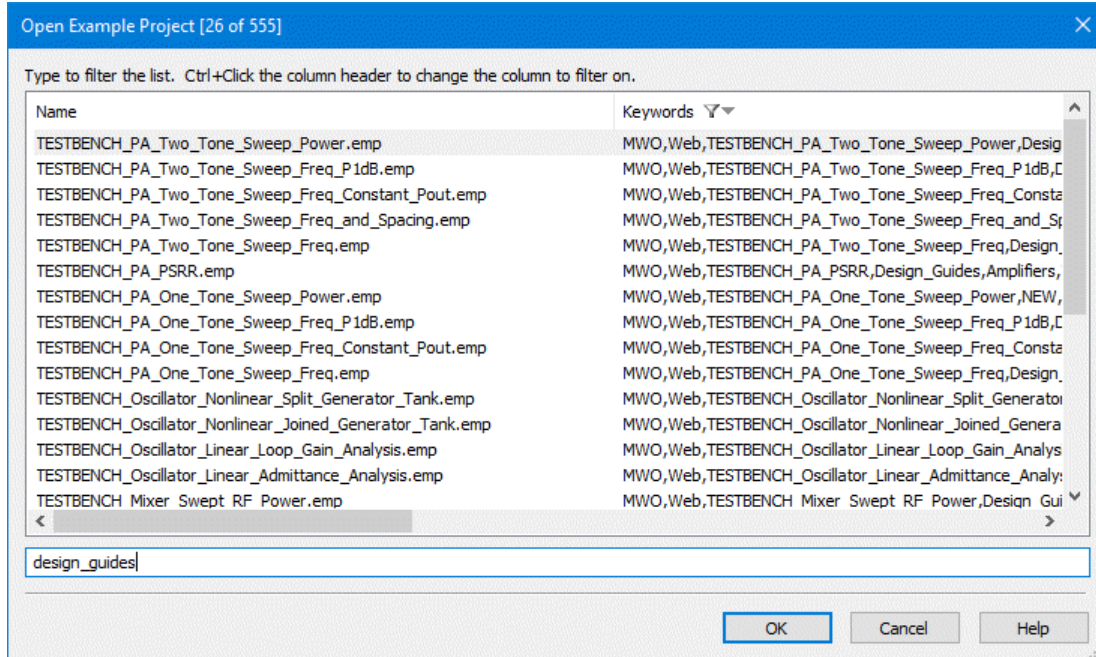 Open Example Project [26 of 555]
Type to filter the list.  Ctrl+Click the column header to change the column to filter on.
Name Keywords
TESTBENCH_PA_Two_Tone_Sweep_Power.emp MWO,Web,TESTBENCH_PA_Two_Tone_Sweep_Power,Desig
TESTBENCH_PA_Two_Tone_Sweep_Freq_P1dB.emp MWO,Web,TESTBENCH_PA_Two_Tone_Sweep_Freq_P1dB,D
TESTBENCH_PA_Two_Tone_Sweep_Freq_Constant_Pout.emp MWO,Web,TESTBENCH_PA_Two_Tone_Sweep_Freq_Consta
TESTBENCH_PA_Two_Tone_Sweep_Freq_and_Spacing.emp MWO,Web,TESTBENCH_PA_Two_Tone_Sweep_Freq_and_Sp
TESTBENCH_PA_Two_Tone_Sweep_Freq.emp MWO,Web,TESTBENCH_PA_Two_Tone_Sweep_Freq,Design_
TESTBENCH_PA_PSRR.emp MWO,Web,TESTBENCH_PA_PSRR,Design_Guides,Amplifiers,
TESTBENCH_PA_One_Tone_Sweep_Power.emp MWO,Web,TESTBENCH_PA_One_Tone_Sweep_Power,NEW,
TESTBENCH_PA_One_Tone_Sweep_Freq_P1dB.emp MWO,Web,TESTBENCH_PA_One_Tone_Sweep_Freq_P1dB,D
TESTBENCH_PA_One_Tone_Sweep_Freq_Constant_Pout.emp MWO,Web,TESTBENCH_PA_One_Tone_Sweep_Freq_Consta
TESTBENCH_PA_One_Tone_Sweep_Freq.emp MWO,Web,TESTBENCH_PA_One_Tone_Sweep_Freq,Design_
TESTBENCH_Oscillator_Nonlinear_Split_Generator_Tank.emp MWO,Web,TESTBENCH_Oscillator_Nonlinear_Split_Generator
TESTBENCH_Oscillator_Nonlinear_Joined_Generator_Tank.emp MWO,Web,TESTBENCH_Oscillator_Nonlinear_Joined_Genera
TESTBENCH_Oscillator_Linear_Loop_Gain_Analysis.emp MWO,Web,TESTBENCH_Oscillator_Linear_Loop_Gain_Analys
TESTBENCH_Oscillator_Linear_Admittance_Analysis.emp MWO,Web,TESTBENCH_Oscillator_Linear_Admittance_Analy
TESTBENCH_Mixer_Swept_RF_Power.emp MWO,Web,TESTBENCH_Mixer_Swept_RF_Power,Design_Gui
design_guides
OK Cancel Help